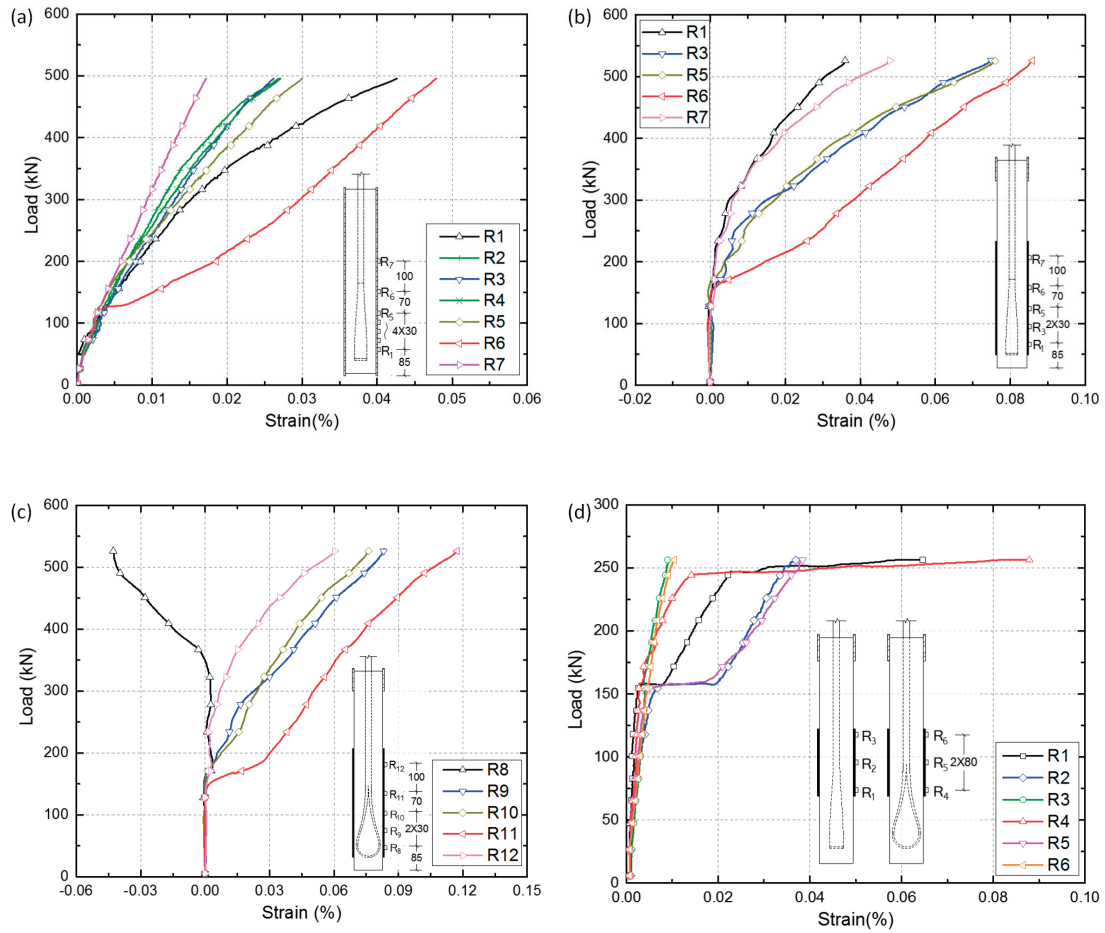 (a)
600
500
400
300
200
100
0
Load (kN)
0.00 0.01 0.02 0.03 0.04 0.05 0.06
Strain(%)
R7
100
R6
70
R5
4X30
R1
85
R1
R2
R3
R4
R5
R6
R7
(b)
600
500
400
300
200
100
0
Load (kN)
-0.02 0.00 0.02 0.04 0.06 0.08 0.10
Strain(%)
R1
R3
R5
R6
R7
R7
100
R6
70
R5
R3 2X30
R1
85
(c)
600
500
400
300
200
100
0
Load (kN)
-0.06 -0.03 0.00 0.03 0.06 0.09 0.12 0.15
Strain (%)
R12
100
R11
70
R10
R9 2X30
R8
85
R8
R9
R10
R11
R12
(d)
300
250
200
150
100
50
0
Load (kN)
0.00 0.02 0.04 0.06 0.08 0.10
Strain(%)
R3
R2
R1
R6
R5 2X80
R4
R1
R2
R3
R4
R5
R6